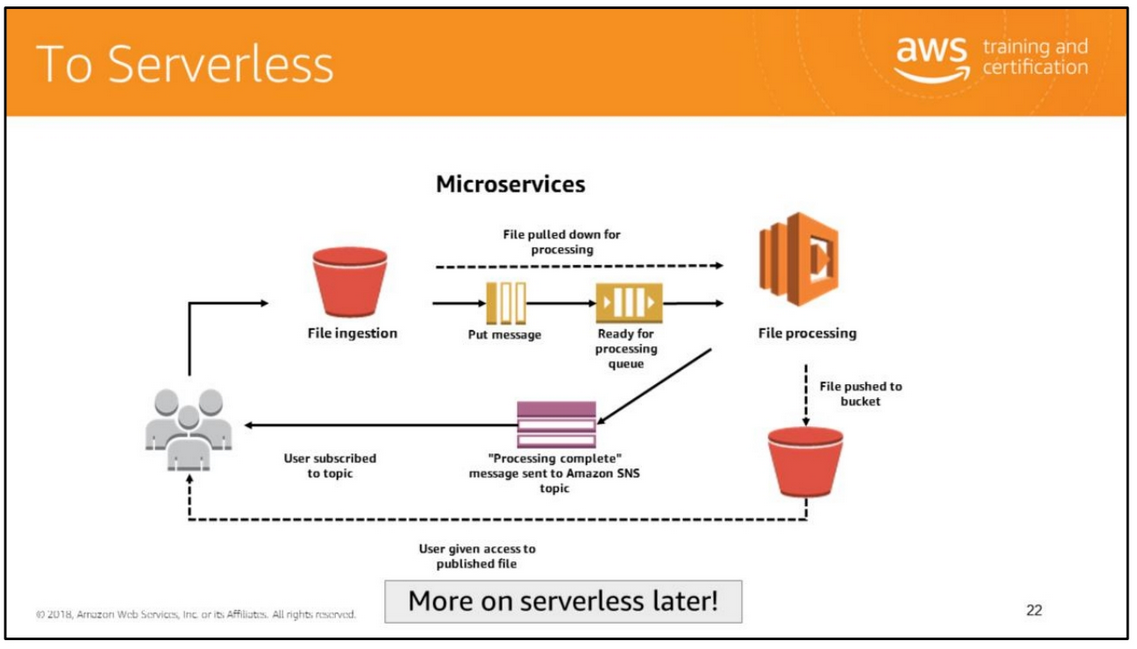 To Serverless
aws training and
certification
Microservices
File pulled down for
processing
File ingestion
Put message
Ready for
processing
queue
File processing
File pushed to
bucket
User subscribed
to topic
"Processing complete"
message sent to Amazon SNS
topic
User given access to
published file
More on serverless later!
© 2018, Amazon Web Services, Inc. or its Affiliates. All rights reserved.
22